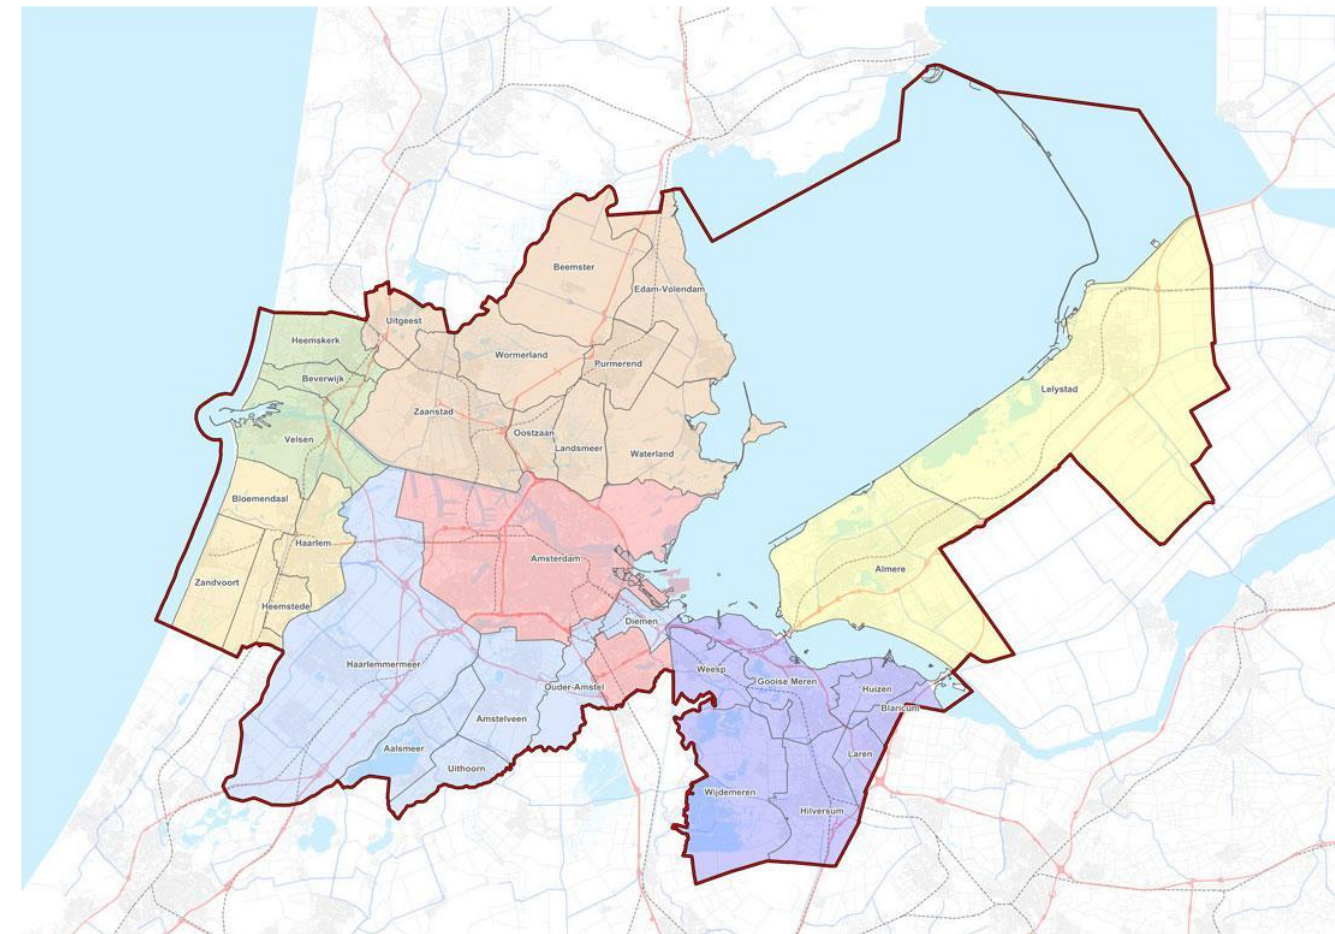 Beemster
Edam-Volendam
Uitgeest
Heemskerk
Wormerland
Purmerend
Beverwijk
Lelystad
Zaanstad
Oostzaan
Velsen
Landsmeer
Waterland
Bloemendaal
Haarlem
Amsterdam
Almere
Zandvoort
Heemstede
Diemen
Haarlemmermeer
Weesp
Gooise Meren
Ouder-Amstel
Huizen
Blaricum
Amstelveen
Aalsmeer
Laren
Uithoorn
Wijdemeren
Hilversum